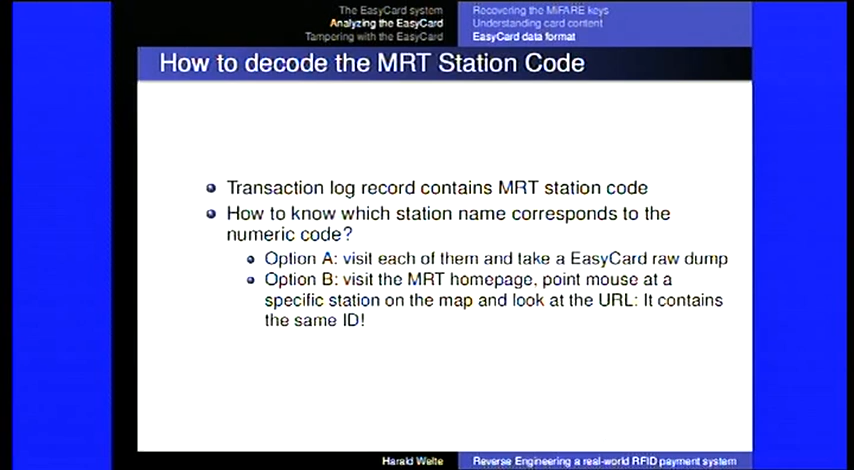 The EasyCard system
Analyzing the EasyCard
Tampering with the EasyCard
Recovering the MIFARE keys
Understanding card content
EasyCard data format
How to decode the MRT Station Code
Transaction log record contains MRT station code
How to know which station name corresponds to the
numeric code?
Option A: visit each of them and take a EasyCard raw dump
Option B: visit the MRT homepage, point mouse at a
specific station on the map and look at the URL: It contains
the same ID!
Harald Welte
Reverse Engineering a real-world RFID payment system